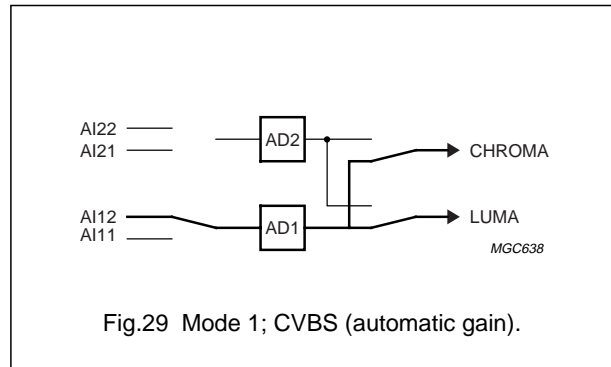 AI22
AI21
AD2
CHROMA
AI12
AI11
AD1
LUMA
MGC638
Fig.29 Mode 1; CVBS (automatic gain).